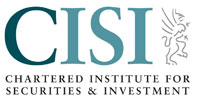 CISI
CHARTERED INSTITUTE FOR
SECURITIES & INVESTMENT